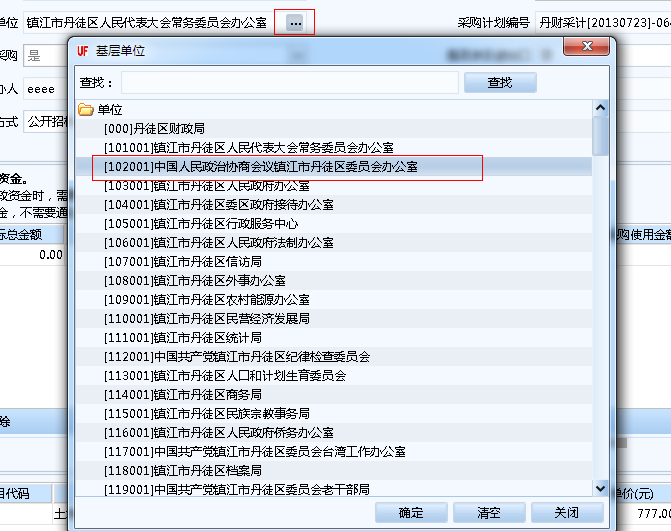 单位 镇江市丹徒区人民代表大会常务委员会办公室 ... 采购计划编号 丹财采计[20130723]-06
UF 基层单位
采购 是
查找： 查找
办人 eeee
单位
方式 公开招标
[000]丹徒区财政局
[101001]镇江市丹徒区人民代表大会常务委员会办公室
[102001]中国人民政治协商会议镇江市丹徒区委员会办公室
资金。
[103001]镇江市丹徒区人民政府办公室
政资金时，需
[104001]镇江市丹徒区委区政府接待办公室
金，不需要通
[105001]镇江市丹徒区行政服务中心
标总金额 购使用金额
[106001]镇江市丹徒区人民政府法制办公室
0.00
[107001]镇江市丹徒区信访局
[108001]镇江市丹徒区外事办公室
[109001]镇江市丹徒区农村能源办公室
[110001]镇江市丹徒区民营经济发展局
[111001]镇江市丹徒区统计局
[112001]中国共产党镇江市丹徒区纪律检查委员会
[113001]镇江市丹徒区人口和计划生育委员会
[114001]镇江市丹徒区商务局
[115001]镇江市丹徒区民族宗教事务局
除
[116001]镇江市丹徒区人民政府侨务办公室
[117001]中国共产党镇江市丹徒区委员会台湾工作办公室
[118001]镇江市丹徒区档案局
[119001]中国共产党镇江市丹徒区委员会老干部局
目代码 单价(元)
土 确定 清空 关闭 777.0